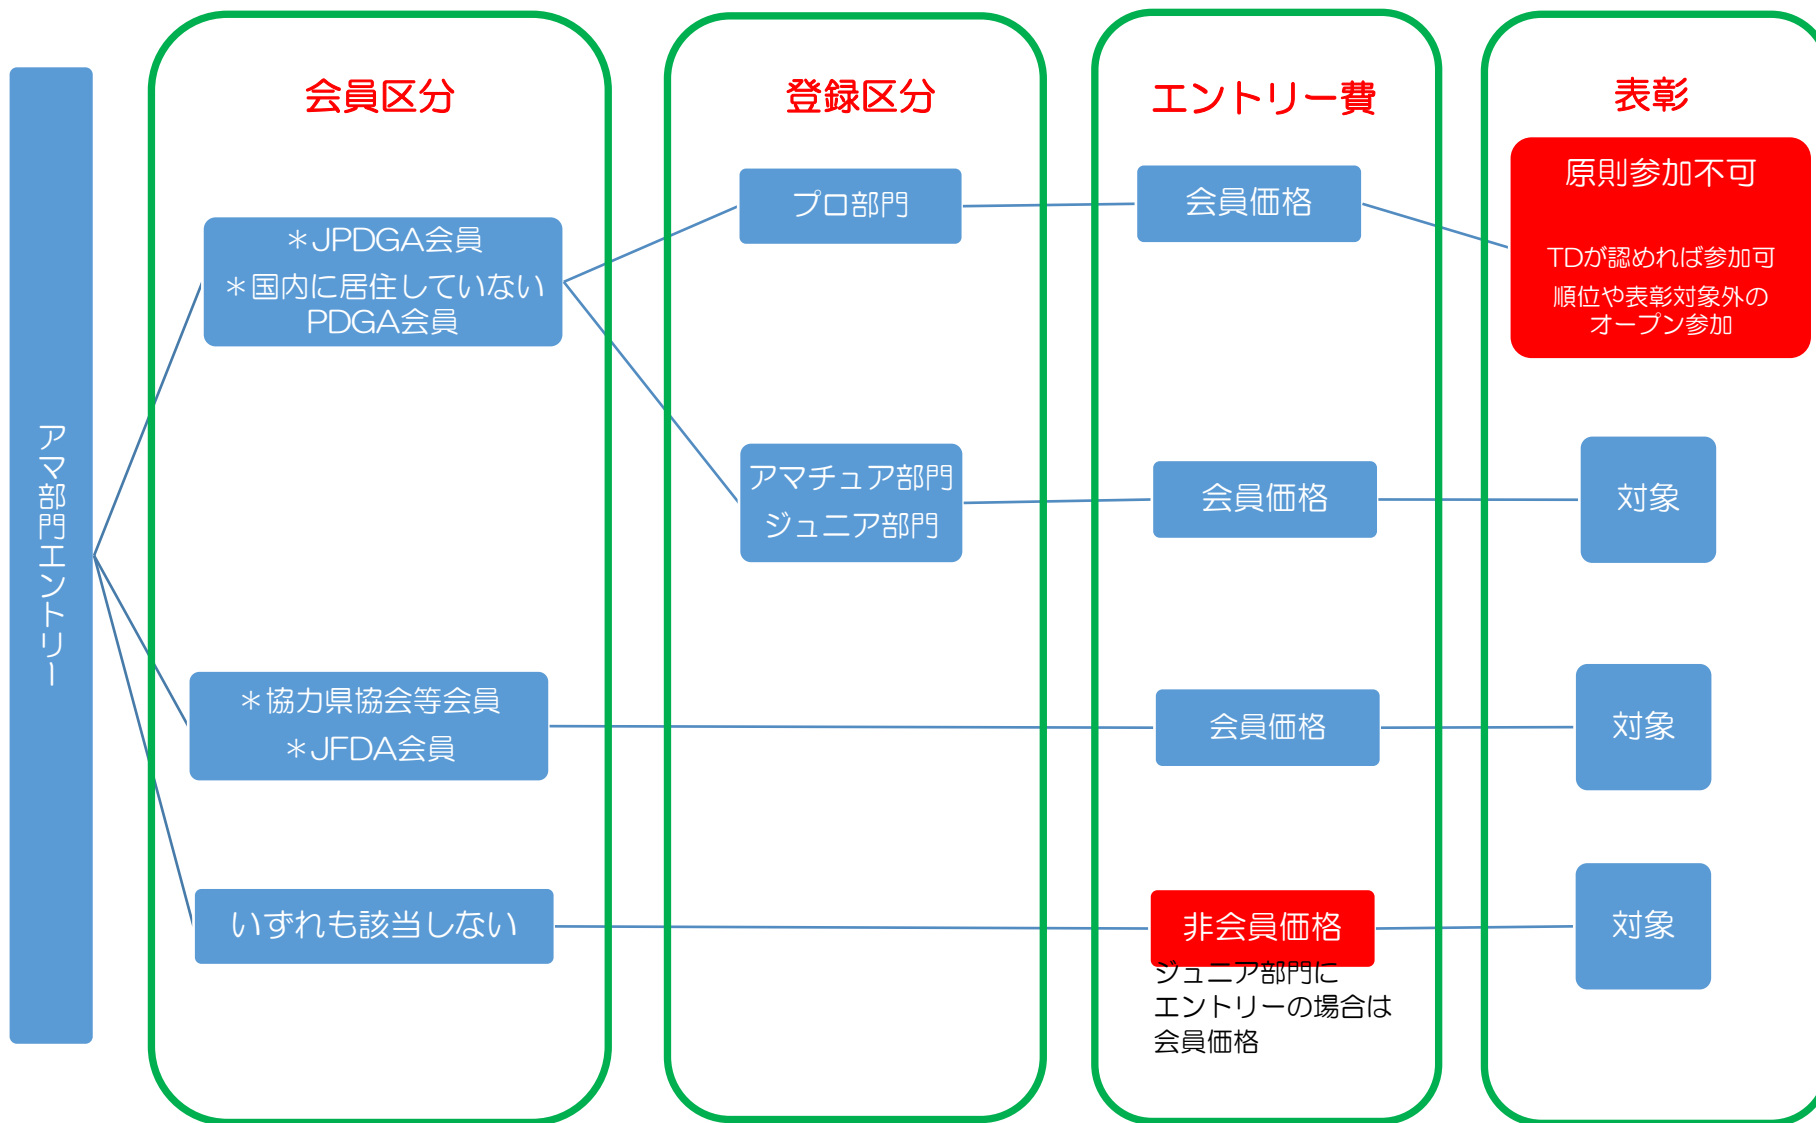 アマ部門エントリー
会員区分
登録区分
エントリー費
表彰
＊JPDGA会員
＊国内に居住していない
PDGA会員
プロ部門
会員価格
原則参加不可
TDが認めれば参加可
順位や表彰対象外の
オープン参加
アマチュア部門
ジュニア部門
会員価格
対象
＊協力県協会等会員
＊JFDA会員
会員価格
対象
いずれも該当しない
非会員価格
ジュニア部門に
エントリーの場合は
会員価格
対象